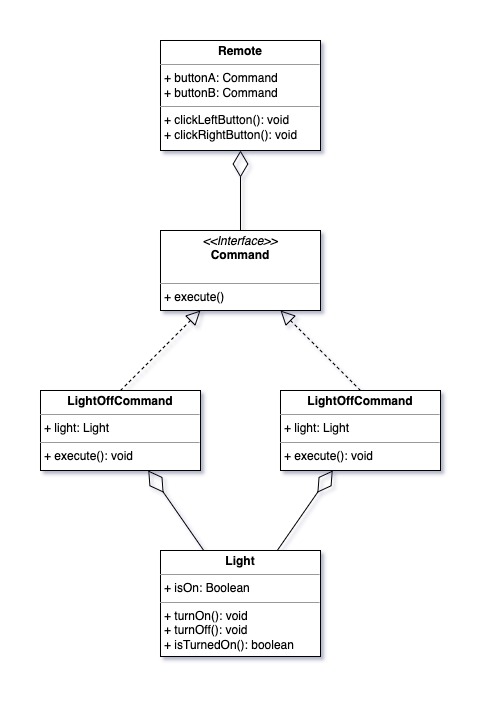 Remote
+ buttonA: Command
+ buttonB: Command
+ clickLeftButton(): void
+ clickRightButton(): void
<<Interface>>
Command
+ execute()
LightOffCommand
+ light: Light
+ execute(): void
LightOffCommand
+ light: Light
+ execute(): void
Light
+ isOn: Boolean
+ turnOn(): void
+ turnOff(): void
+ isTurnedOn(): boolean